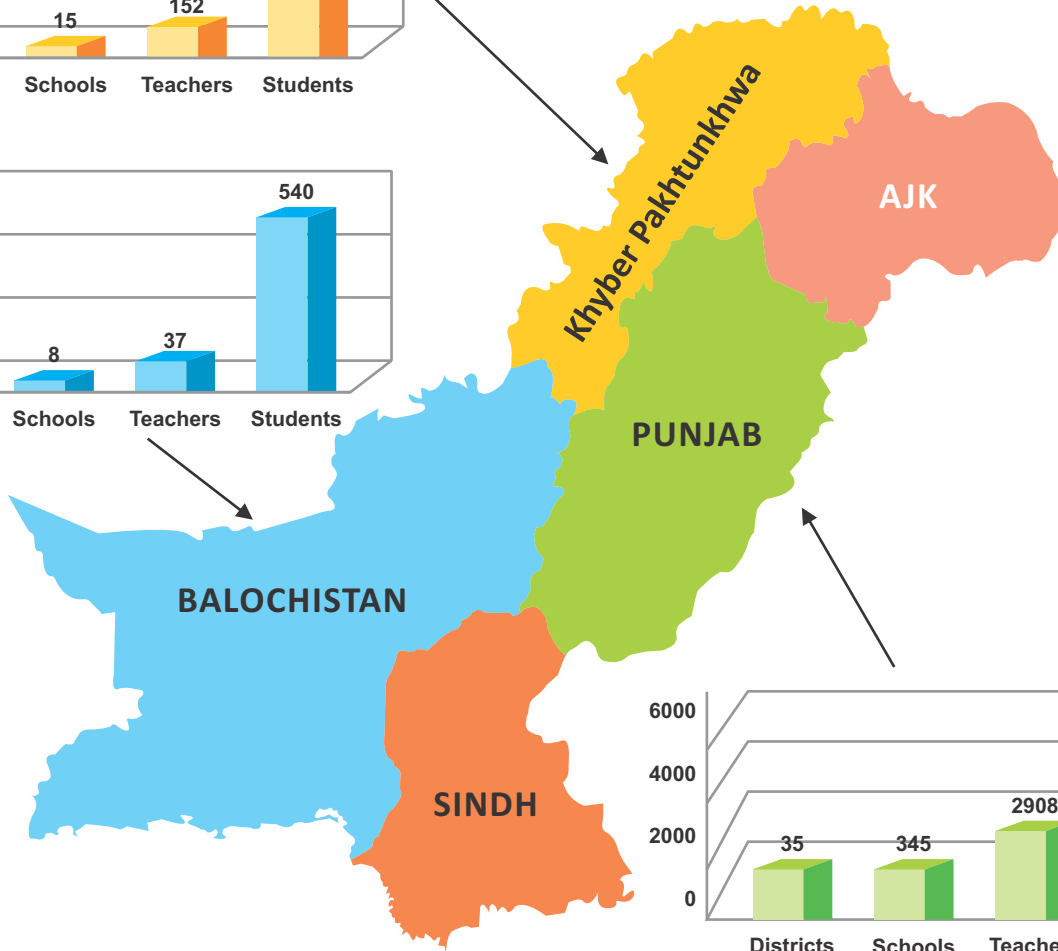 15
152
Schools Teachers Students
Khyber Pakhtunkhwa
AJK
540
8
37
Schools Teachers Students
PUNJAB
BALOCHISTAN
SINDH
6000
4000
2000
0
35
345
2908
Districts Schools